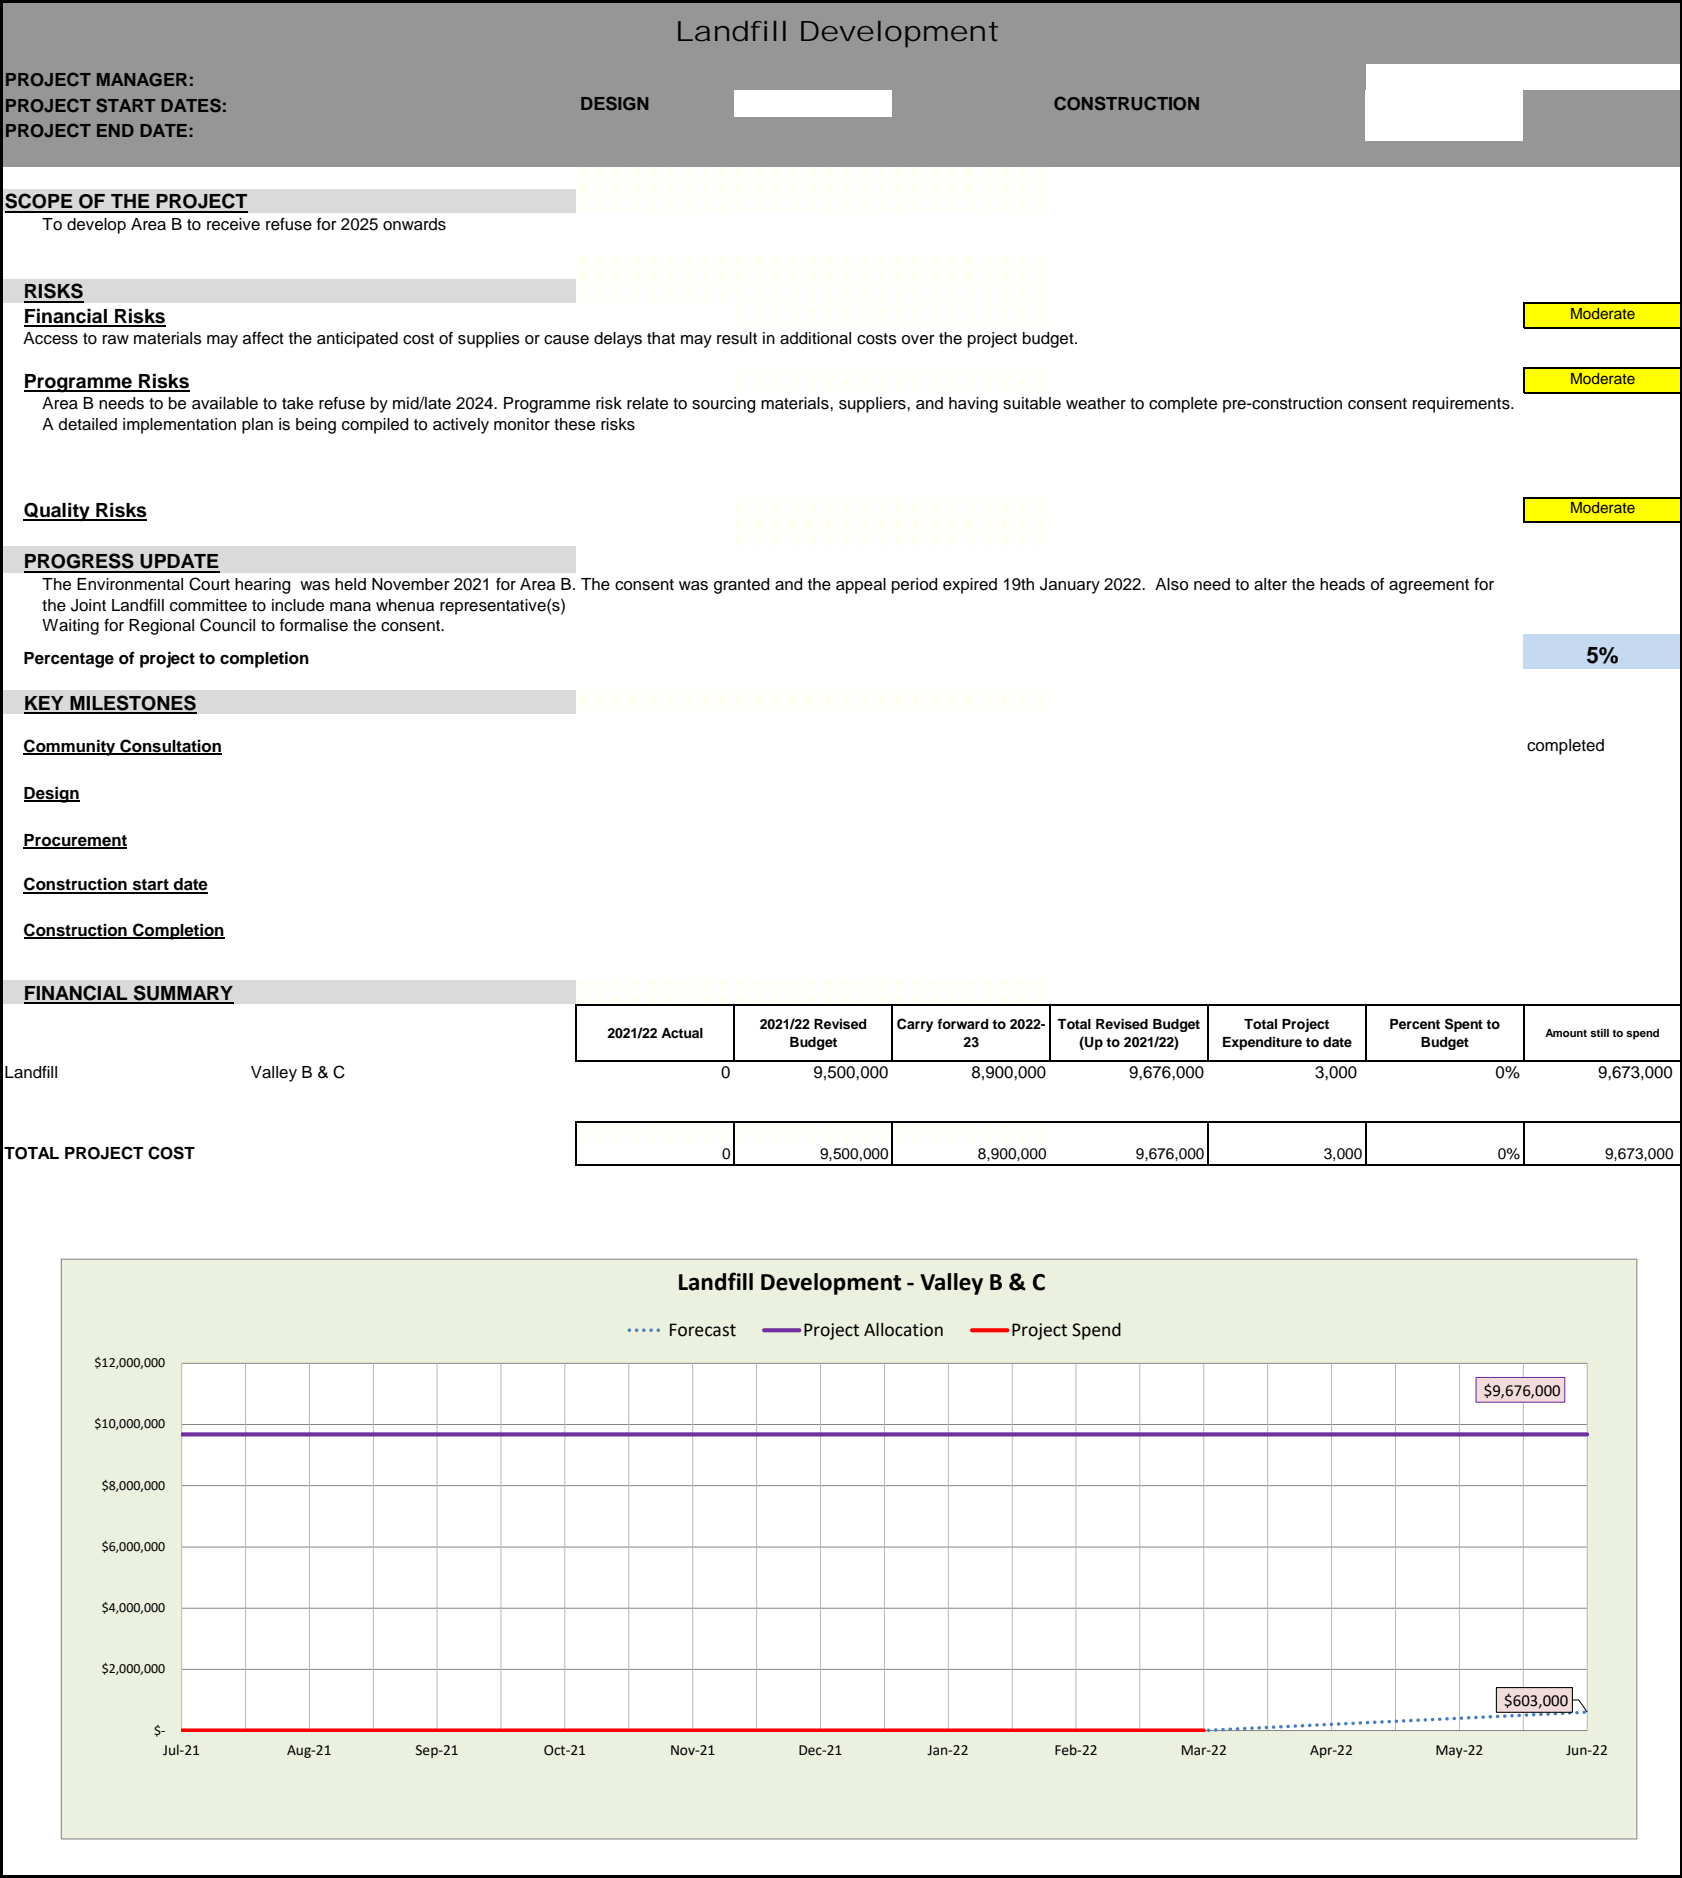 Landfill Development
PROJECT MANAGER:
PROJECT START DATES: DESIGN CONSTRUCTION
PROJECT END DATE:
SCOPE OF THE PROJECT
To develop Area B to receive refuse for 2025 onwards
RISKS
Financial Risks Moderate
Access to raw materials may affect the anticipated cost of supplies or cause delays that may result in additional costs over the project budget.
Programme Risks Moderate
Area B needs to be available to take refuse by mid/late 2024. Programme risk relate to sourcing materials, suppliers, and having suitable weather to complete pre-construction consent requirements.
A detailed implementation plan is being compiled to actively monitor these risks
Quality Risks Moderate
PROGRESS UPDATE
The Environmental Court hearing  was held November 2021 for Area B. The consent was granted and the appeal period expired 19th January 2022.  Also need to alter the heads of agreement for
the Joint Landfill committee to include mana whenua representative(s)
Waiting for Regional Council to formalise the consent.
Percentage of project to completion 5%
KEY MILESTONES
Community Consultation completed
Design
Procurement
Construction start date
Construction Completion
FINANCIAL SUMMARY
2021/22 Actual
2021/22 Revised
Budget
Carry forward to 2022-
23
Total Revised Budget
(Up to 2021/22)
Total Project
Expenditure to date
Percent Spent to
Budget
Amount still to spend
Landfill Valley B & C 0 9,500,000 8,900,000 9,676,000 3,000 0% 9,673,000
TOTAL PROJECT COST 0 9,500,000 8,900,000 9,676,000 3,000 0% 9,673,000
Landfill Development - Valley B & C
Forecast Project Allocation Project Spend
$12,000,000
$9,676,000
$10,000,000
$8,000,000
$6,000,000
$4,000,000
$2,000,000
$603,000
$-
Jul-21 Aug-21 Sep-21 Oct-21 Nov-21 Dec-21 Jan-22 Feb-22 Mar-22 Apr-22 May-22 Jun-22